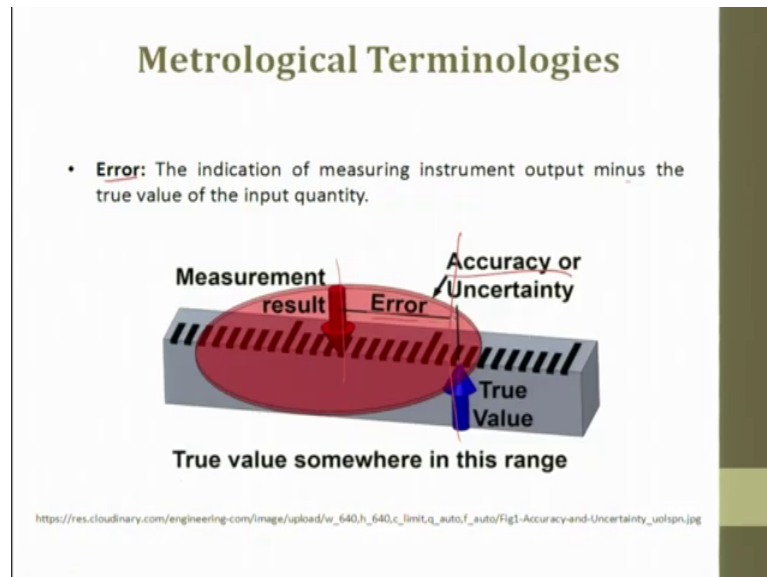 Metrological Terminologies
• Error: The indication of measuring instrument output minus the
true value of the input quantity.
Measurement
result
Error
Accuracy or
Uncertainty
True
Value
True value somewhere in this range
https://res.cloudinary.com/engineering-com/image/upload/w_640,h_640,c_limit,q_auto,f_auto/Fig1-Accuracy-and-Uncertainty_uolspn.jpg